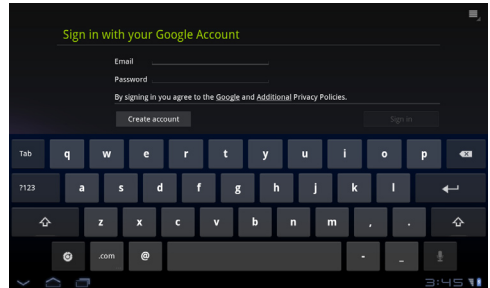 Sign in with your Google Account
Email
Password
By signing in you agree to the Google and Additional Privacy Policies.
Create account
Sign in
Tab q w e r t y u i o p
?123 a s d f g h j k l
z x c v b n m , .
.com @ - _
3:45